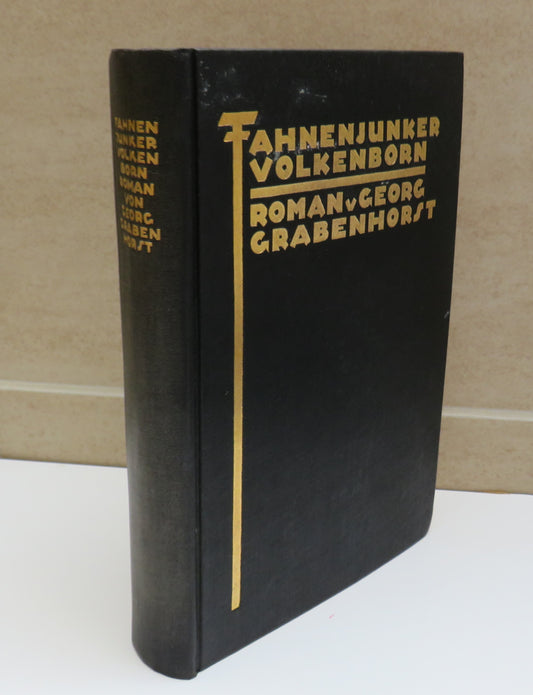 FAHNEN
JUNKER
VOLKEN
BORN
ROMAN
VON
GEORG
GRABEN
HORST
FAHNENJUNKER
VOLKENBORN
ROMAN v GEORG
GRABENHORST